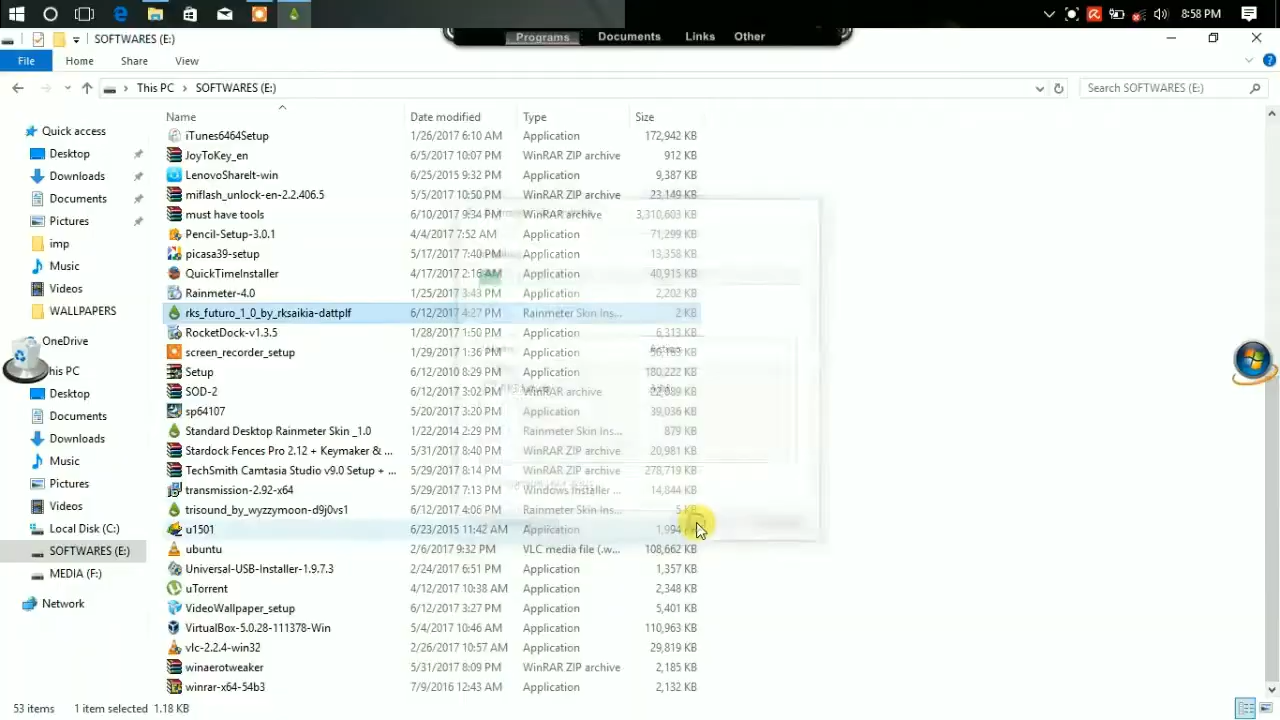 8:58 PM
SOFTWARES (E:)
Programs Documents Links Other
File Home Share View
This PC SOFTWARES (E:)
Search SOFTWARES (E:)
Name Date modified Type Size
iTunes6464Setup 1/26/2017 6:10 AM Application 172,942 KB
JoyToKey_en 6/5/2017 10:07 PM WinRAR ZIP archive 912 KB
LenovoShareIt-win 6/25/2015 9:32 PM Application 9,387 KB
miflash_unlock-en-2.2.406.5 5/5/2017 10:50 PM WinRAR ZIP archive 23,149 KB
must have tools 6/10/2017 9:34 PM WinRAR archive 3,310,603 KB
Pencil-Setup-3.0.1 4/4/2017 7:52 AM Application 71,299 KB
picasa39-setup 5/17/2017 7:40 PM Application 13,358 KB
QuickTimeInstaller 4/17/2017 2:16 AM Application 40,915 KB
Rainmeter-4.0 1/25/2017 3:43 PM Application 2,202 KB
rks_futuro_1_0_by_rksaikia-dattplf 6/12/2017 4:27 PM Rainmeter Skin Ins... 2 KB
RocketDock-v1.3.5 1/28/2017 1:50 PM Application 6,313 KB
screen_recorder_setup 1/29/2017 1:36 PM Application
Setup 6/12/2010 8:29 PM Application 180,222 KB
SOD-2 6/12/2017 3:02 PM WinRAR archive
sp64107 5/20/2017 3:20 PM Application 39,036 KB
Standard Desktop Rainmeter Skin _1.0 1/22/2014 2:29 PM Rainmeter Skin Ins... 879 KB
Stardock Fences Pro 2.12 + Keymaker & ... 5/31/2017 8:40 PM WinRAR ZIP archive 20,981 KB
TechSmith Camtasia Studio v9.0 Setup + ... 5/29/2017 8:14 PM WinRAR ZIP archive 278,719 KB
transmission-2.92-x64 5/29/2017 7:13 PM Windows Installer ... 14,844 KB
trisound_by_wyzzymoon-d9j0vs1 6/12/2017 4:06 PM Rainmeter Skin Ins... 5 KB
u1501 6/23/2015 11:42 AM Application 1,994
ubuntu 2/6/2017 9:32 PM VLC media file (.w... 108,662 KB
Universal-USB-Installer-1.9.7.3 2/24/2017 6:51 PM Application 1,357 KB
uTorrent 4/12/2017 10:38 AM Application 2,348 KB
VideoWallpaper_setup 6/12/2017 3:27 PM Application 5,401 KB
VirtualBox-5.0.28-111378-Win 5/4/2017 10:46 AM Application 110,963 KB
vlc-2.2.4-win32 2/26/2017 10:57 AM Application 29,819 KB
winaerotweaker 5/31/2017 8:09 PM WinRAR ZIP archive 2,185 KB
winrar-x64-54b3 7/9/2016 12:43 AM Application 2,132 KB
Quick access
Desktop
Downloads
Documents
Pictures
imp
Music
Videos
WALLPAPERS
OneDrive
his PC
Desktop
Documents
Downloads
Music
Pictures
Videos
Local Disk (C:)
SOFTWARES (E:)
MEDIA (F:)
Network
53 items 1 item selected 1.18 KB